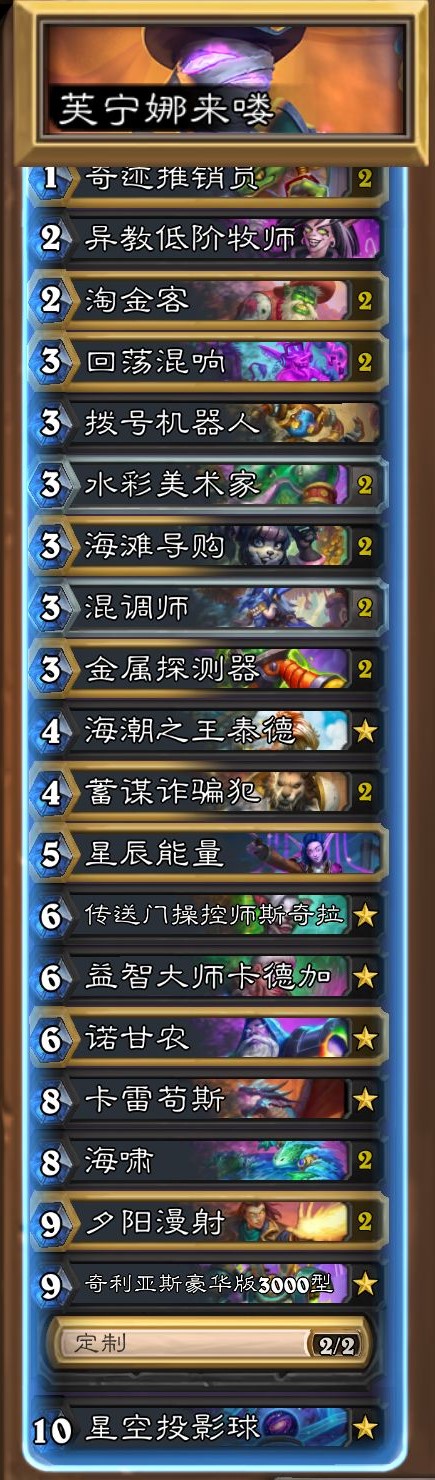 芙宁娜来喽
1 奇迹推销员 2
2 异教低阶牧师
2 淘金客 2
3 回荡混响 2
3 拨号机器人
3 水彩美术家 2
3 海滩导购 2
3 混调师 2
3 金属探测器 2
4 海潮之王泰德
4 蓄谋诈骗犯 2
5 星辰能量
6 传送门操控师斯奇拉
6 益智大师卡德加
6 诺甘农
8 卡雷苟斯
8 海啸 2
9 夕阳漫射 2
9 奇利亚斯豪华版3000型
定制 2/2
10 星空投影球